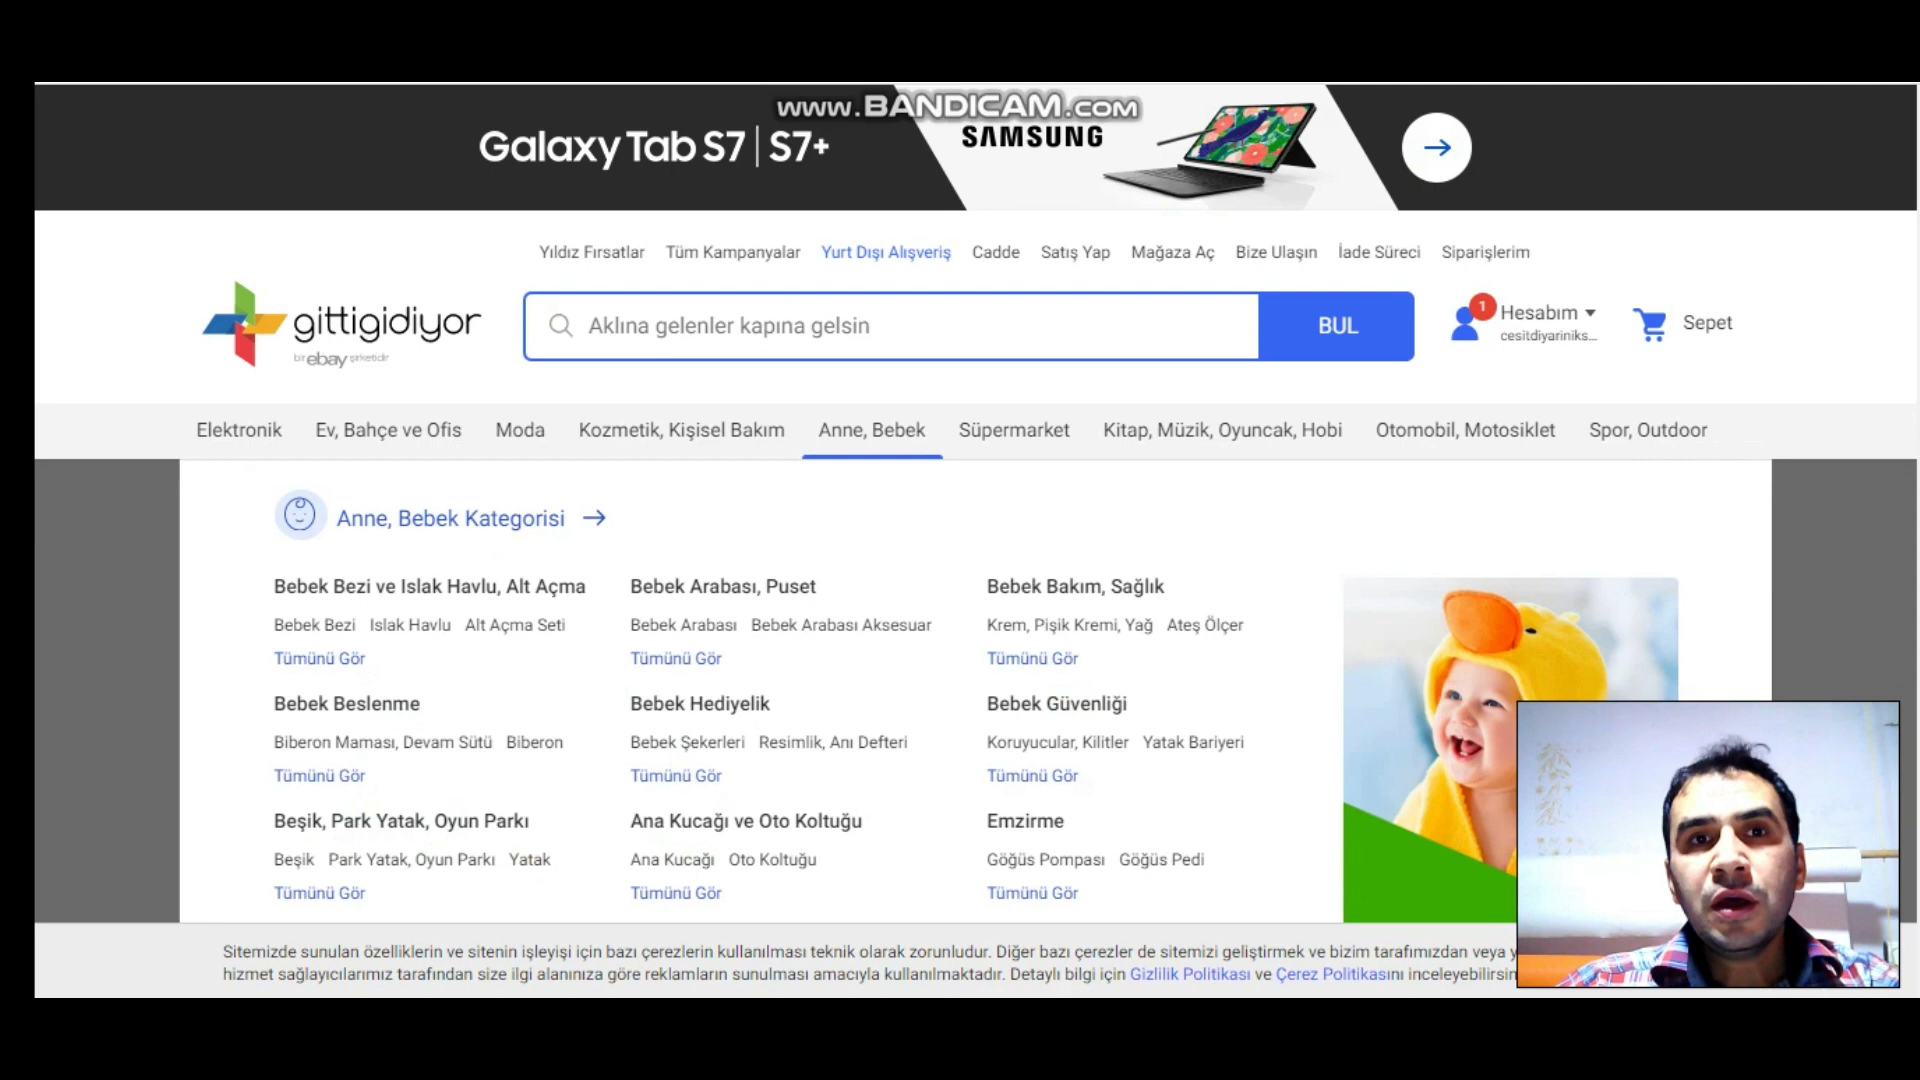 www.BANDICAM.com
Galaxy Tab S7 | S7+
SAMSUNG
Yıldız Fırsatlar Tüm Kampanyalar Yurt Dışı Alışveriş Cadde Satış Yap Mağaza Aç Bize Ulaşın İade Süreci Siparişlerim
gittigidiyor
bir ebay şirketidir
Aklına gelenler kapına gelsin
BUL
1
Hesabım
cesitdiyariniks...
Sepet
Elektronik Ev, Bahçe ve Ofis Moda Kozmetik, Kişisel Bakım Anne, Bebek Süpermarket Kitap, Müzik, Oyuncak, Hobi Otomobil, Motosiklet Spor, Outdoor
Anne, Bebek Kategorisi →
Bebek Bezi ve Islak Havlu, Alt Açma
Bebek Bezi Islak Havlu Alt Açma Seti
Tümünü Gör
Bebek Arabası, Puset
Bebek Arabası Bebek Arabası Aksesuar
Tümünü Gör
Bebek Bakım, Sağlık
Krem, Pişik Kremi, Yağ Ateş Ölçer
Tümünü Gör
Bebek Beslenme
Biberon Maması, Devam Sütü Biberon
Tümünü Gör
Bebek Hediyelik
Bebek Şekerleri Resimlik, Anı Defteri
Tümünü Gör
Bebek Güvenliği
Koruyucular, Kilitler Yatak Bariyeri
Tümünü Gör
Beşik, Park Yatak, Oyun Parkı
Beşik Park Yatak, Oyun Parkı Yatak
Tümünü Gör
Ana Kucağı ve Oto Koltuğu
Ana Kucağı Oto Koltuğu
Tümünü Gör
Emzirme
Göğüs Pompası Göğüs Pedi
Tümünü Gör
Sitemizde sunulan özelliklerin ve sitenin işleyişi için bazı çerezlerin kullanılması teknik olarak zorunludur. Diğer bazı çerezler de sitemizi geliştirmek ve bizim tarafımızdan veya y
hizmet sağlayıcılarımız tarafından size ilgi alanınıza göre reklamların sunulması amacıyla kullanılmaktadır. Detaylı bilgi için Gizlilik Politikası ve Çerez Politikasını inceleyebilirsin